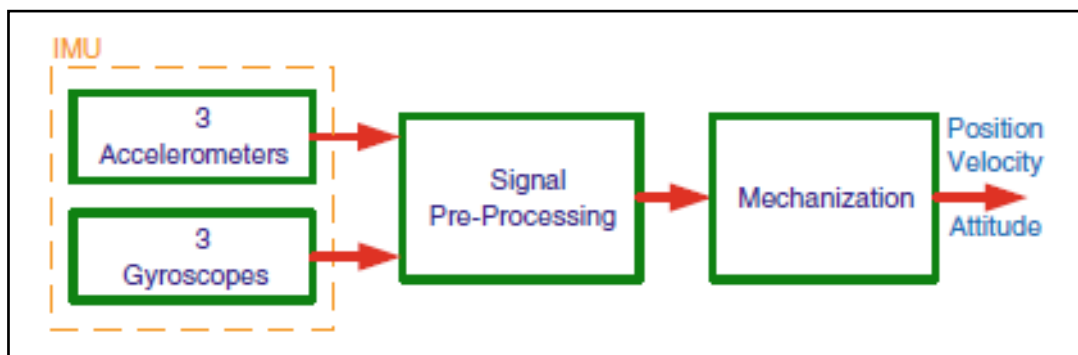 IMU
3
Accelerometers
3
Gyroscopes
Signal
Pre-Processing
Mechanization
Position
Velocity
Attitude